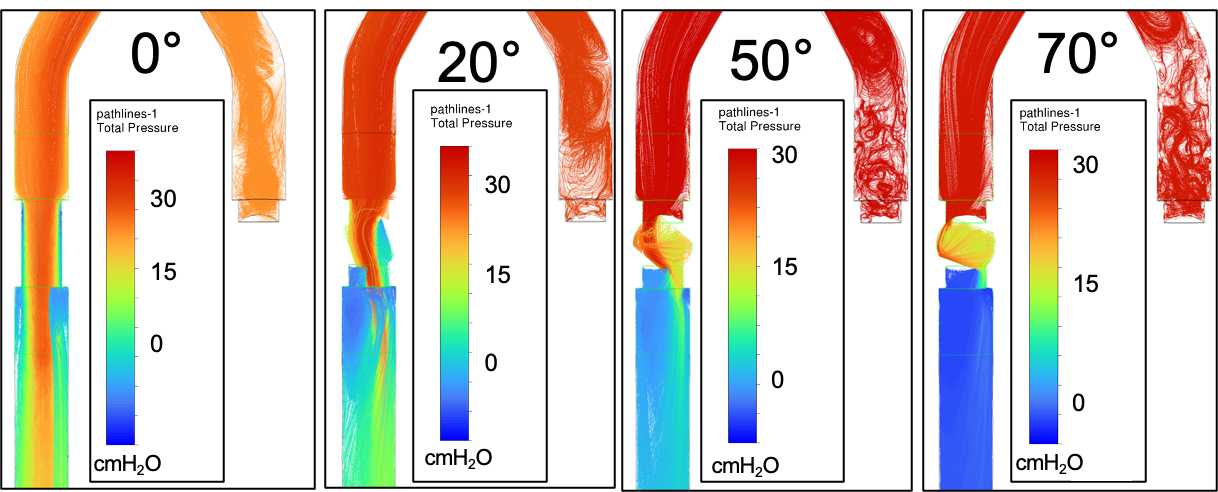 0°
pathlines-1
Total Pressure
30
15
0
cmH₂O
20°
pathlines-1
Total Pressure
30
15
0
cmH₂O
50°
pathlines-1
Total Pressure
30
15
0
cmH₂O
70°
pathlines-1
Total Pressure
30
15
0
cmH₂O